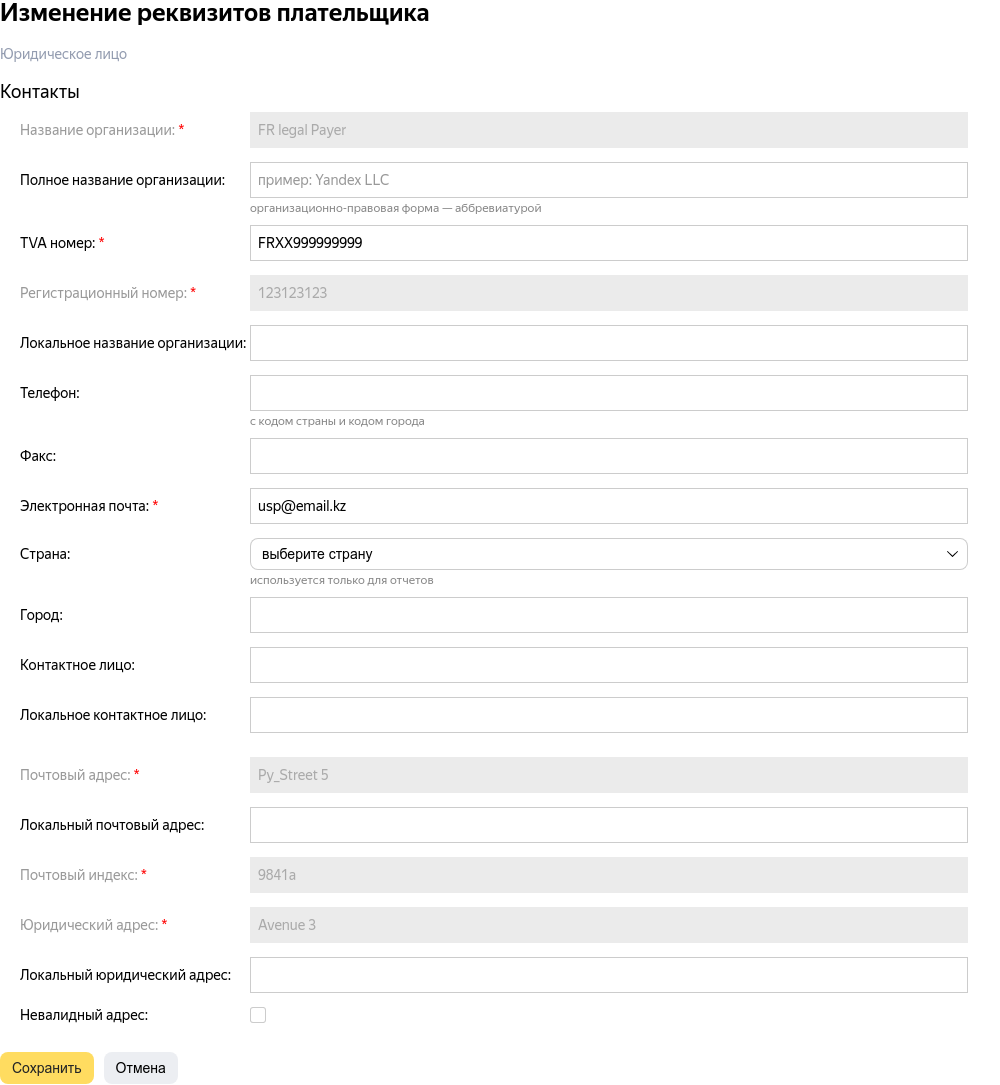 Изменение реквизитов плательщика
Юридическое лицо
Контакты
Название организации: * FR legal Payer
Полное название организации: пример: Yandex LLC
организационно-правовая форма — аббревиатурой
TVA номер: * FRXX999999999
Регистрационный номер: * 123123123
Локальное название организации:
Телефон:
с кодом страны и кодом города
Факс:
Электронная почта: * usp@email.kz
Страна: выберите страну
используется только для отчетов
Город:
Контактное лицо:
Локальное контактное лицо:
Почтовый адрес: * Py_Street 5
Локальный почтовый адрес:
Почтовый индекс: * 9841a
Юридический адрес: * Avenue 3
Локальный юридический адрес:
Невалидный адрес:
Сохранить Отмена